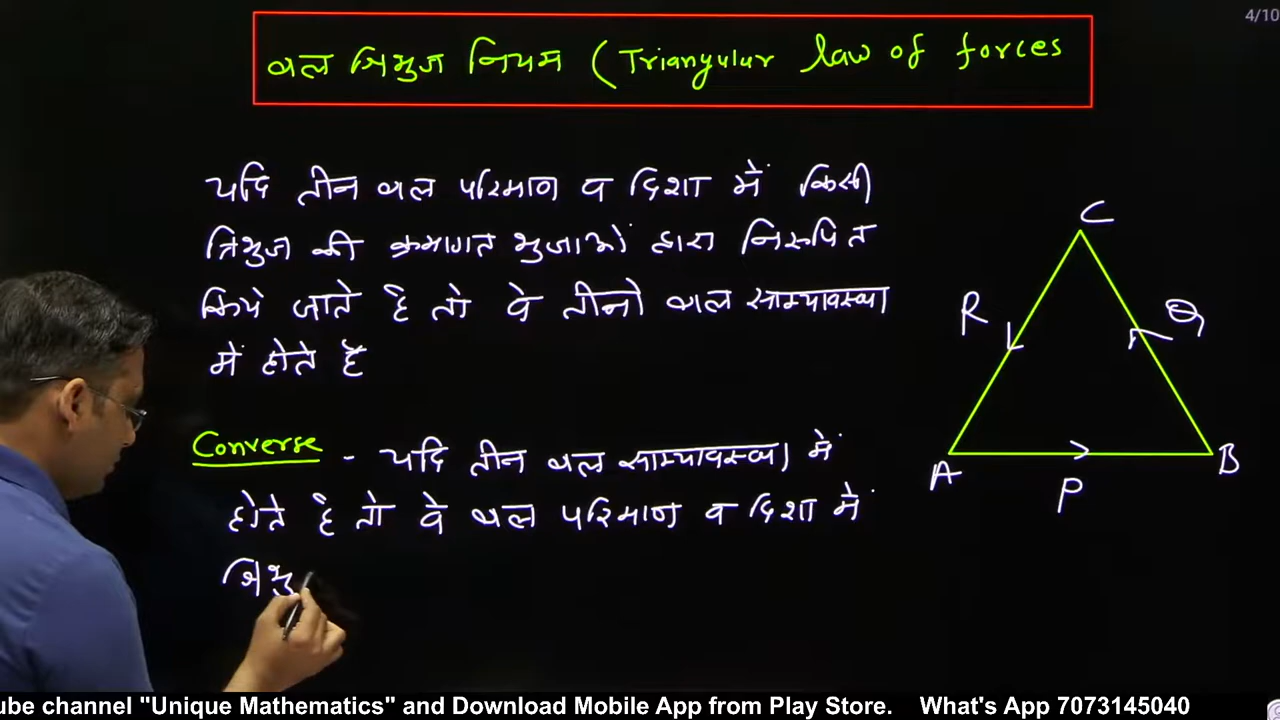 4/10
बल त्रिभुज नियम (Triangular law of forces
यदि तीन बल परिमाण व दिशा में किसी
त्रिभुज की क्रमागत भुजाओं द्वारा निरूपित
किये जाते है तो वे तीनो बल साम्यावस्था
में होते है
Converse - यदि तीन बल साम्यावस्था में
होते है तो वे बल परिमाण व दिशा में
त्रिभु
C
R
Q
A
P
B
ube channel "Unique Mathematics" and Download Mobile App from Play Store. What's App 7073145040